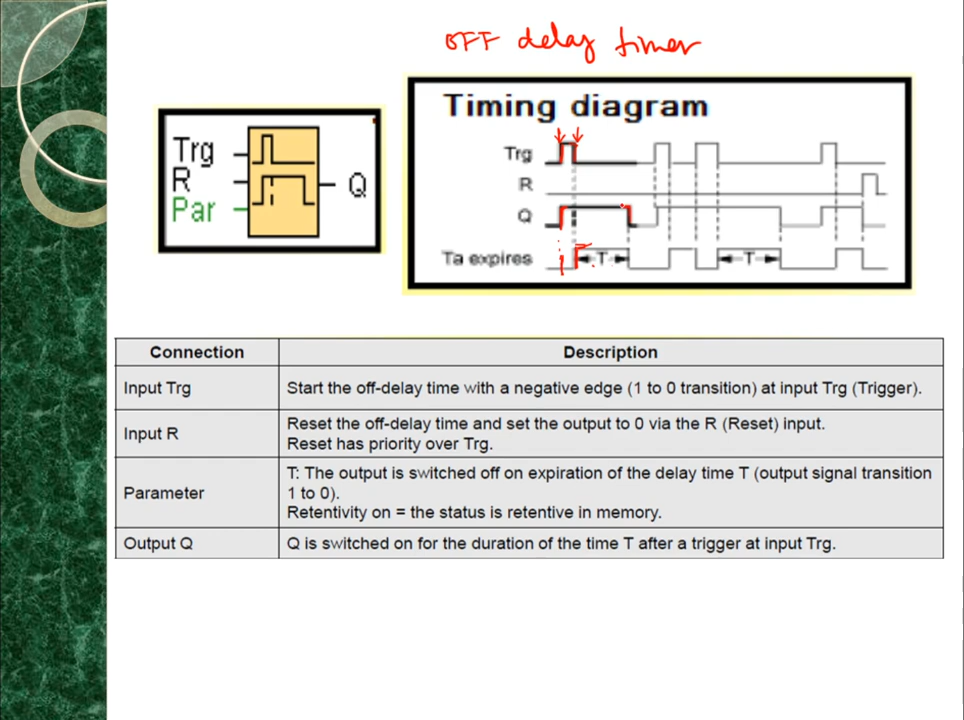 OFF delay timer
Timing diagram
Trg
R
Q
Ta expires
T
T
Trg
R
Par
Q
Connection Description
Input Trg Start the off-delay time with a negative edge (1 to 0 transition) at input Trg (Trigger).
Input R Reset the off-delay time and set the output to 0 via the R (Reset) input.
Reset has priority over Trg.
Parameter T: The output is switched off on expiration of the delay time T (output signal transition
1 to 0).
Retentivity on = the status is retentive in memory.
Output Q Q is switched on for the duration of the time T after a trigger at input Trg.